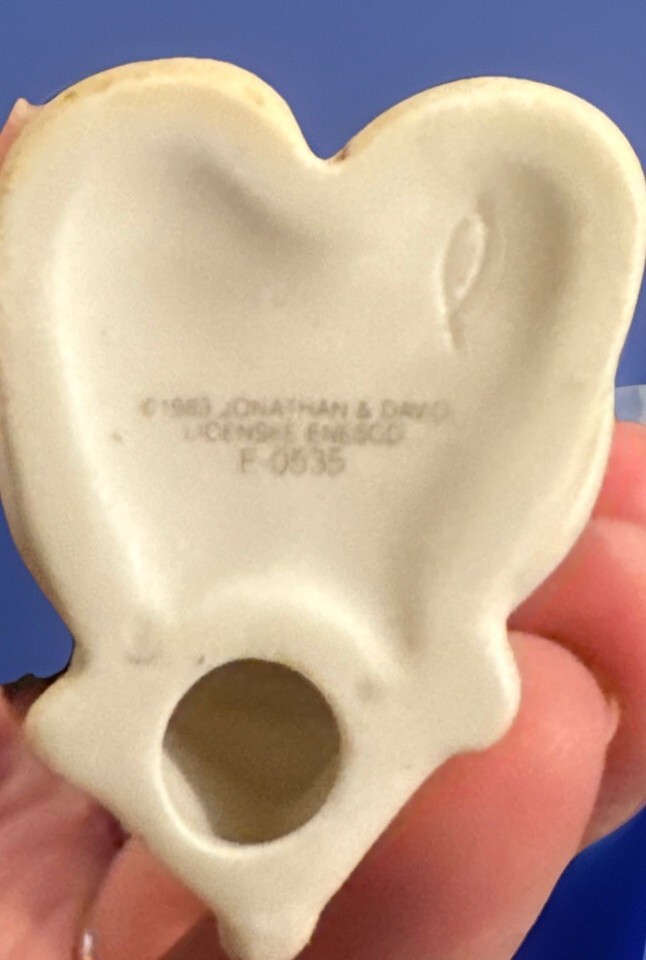 ©1983 JONATHAN & DAVID
LICENSEE ENESCO
E-0535